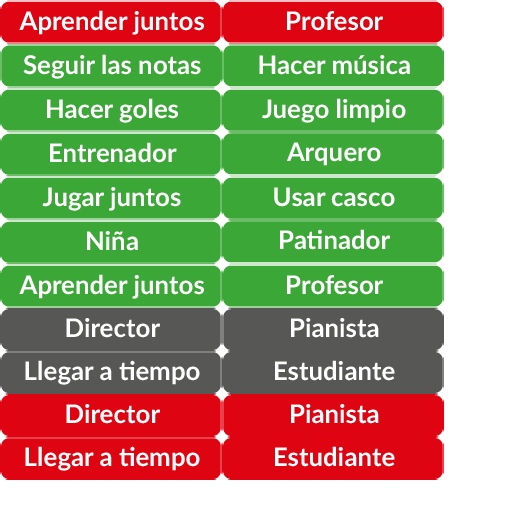 Aprender juntos Profesor
Seguir las notas Hacer música
Hacer goles Juego limpio
Entrenador Arquero
Jugar juntos Usar casco
Niña Patinador
Aprender juntos Profesor
Director Pianista
Llegar a tiempo Estudiante
Director Pianista
Llegar a tiempo Estudiante